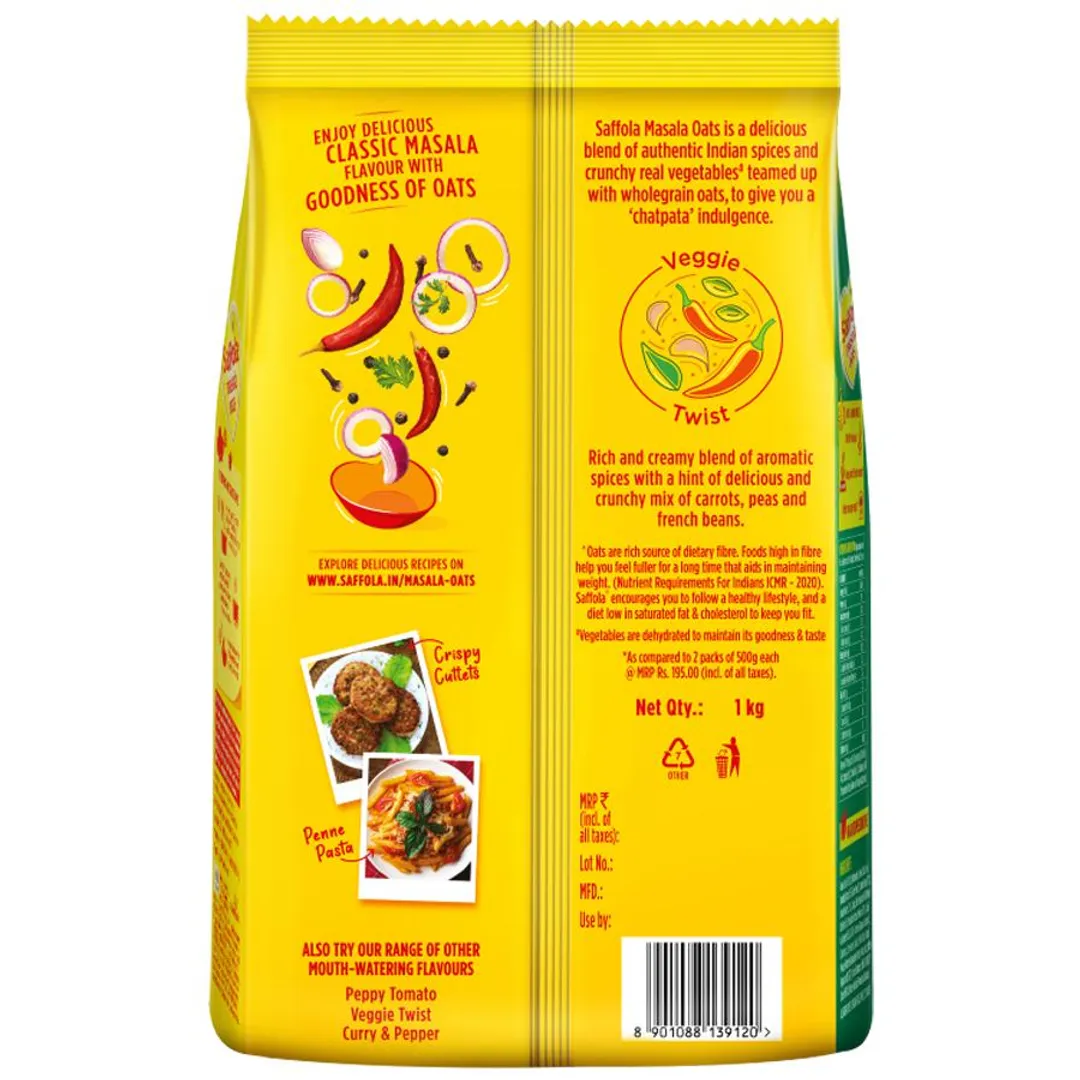 ENJOY DELICIOUS
CLASSIC MASALA
FLAVOUR WITH
GOODNESS OF OATS
EXPLORE DELICIOUS RECIPES ON
WWW.SAFFOLA.IN/MASALA-OATS
Crispy
Cutlets
Penne
Pasta
ALSO TRY OUR RANGE OF OTHER
MOUTH-WATERING FLAVOURS
Peppy Tomato
Veggie Twist
Curry & Pepper
Saffola Masala Oats is a delicious
blend of authentic Indian spices and
crunchy real vegetables# teamed up
with wholegrain oats, to give you a
‘chatpata’ indulgence.
Veggie
Twist
Rich and creamy blend of aromatic
spices with a hint of delicious and
crunchy mix of carrots, peas and
french beans.
^Oats are rich source of dietary fibre. Foods high in fibre
help you feel fuller for a long time that aids in maintaining
weight. (Nutrient Requirements For Indians ICMR - 2020).
Saffola® encourages you to follow a healthy lifestyle, and a
diet low in saturated fat & cholesterol to keep you fit.
#Vegetables are dehydrated to maintain its goodness & taste
*As compared to 2 packs of 500g each
@ MRP Rs. 195.00 (incl. of all taxes).
Net Qty.: 1 kg
7
OTHER
MRP ₹
(incl. of
all taxes):
Lot No.:
MFD.:
Use by:
8 901088 139120 >
Saffola